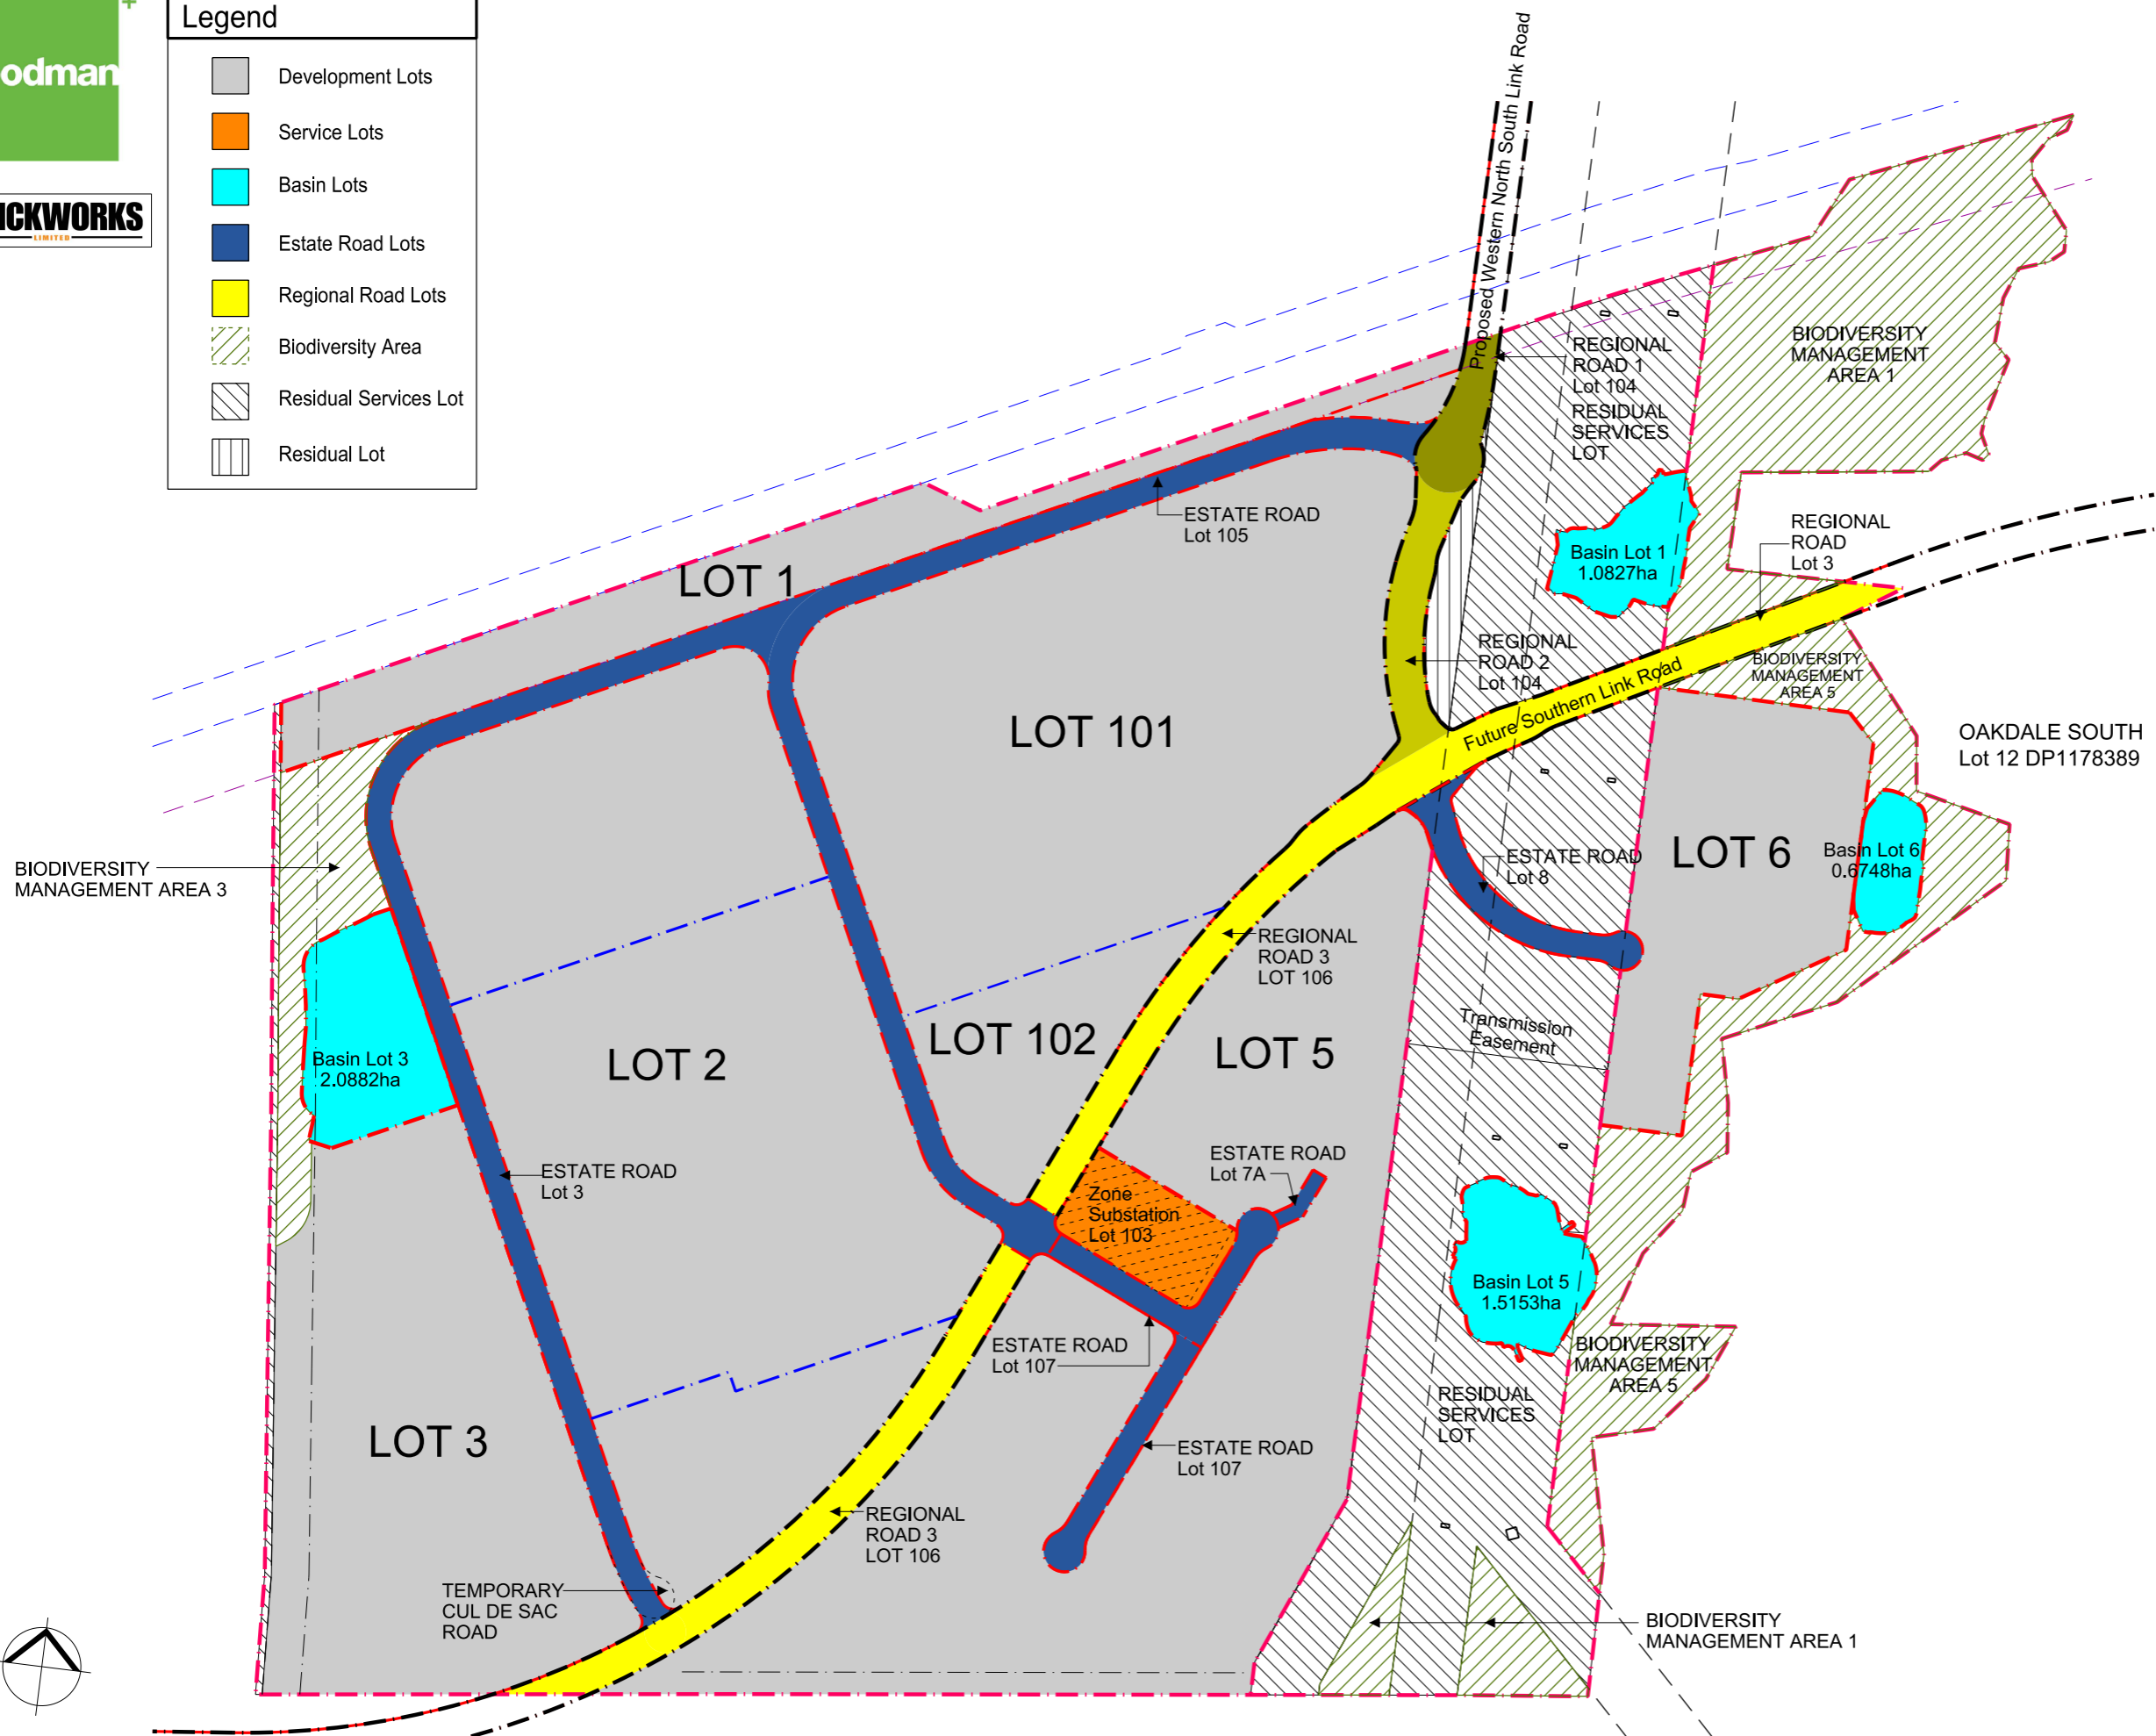 odman
ICKWORKS
LIMITED
Legend
Development Lots
Service Lots
Basin Lots
Estate Road Lots
Regional Road Lots
Biodiversity Area
Residual Services Lot
Residual Lot
Proposed Western North South Link Road
REGIONAL
ROAD 1
Lot 104
RESIDUAL
SERVICES
LOT
BIODIVERSITY
MANAGEMENT
AREA 1
ESTATE ROAD
Lot 105
REGIONAL
ROAD
Lot 3
Basin Lot 1
1.0827ha
LOT 1
REGIONAL
ROAD 2
Lot 104
Future Southern Link Road
BIODIVERSITY
MANAGEMENT
AREA 5
LOT 101
OAKDALE SOUTH
Lot 12 DP1178389
BIODIVERSITY
MANAGEMENT AREA 3
ESTATE ROAD
Lot 8
LOT 6
Basin Lot 6
0.6748ha
REGIONAL
ROAD 3
LOT 106
Basin Lot 3
2.0882ha
LOT 2
LOT 102
LOT 5
Transmission
Easement
ESTATE ROAD
Lot 3
ESTATE ROAD
Lot 7A
Zone
Substation
Lot 103
Basin Lot 5
1.5153ha
ESTATE ROAD
Lot 107
BIODIVERSITY
MANAGEMENT
AREA 5
RESIDUAL
SERVICES
LOT
LOT 3
ESTATE ROAD
Lot 107
REGIONAL
ROAD 3
LOT 106
TEMPORARY
CUL DE SAC
ROAD
BIODIVERSITY
MANAGEMENT AREA 1